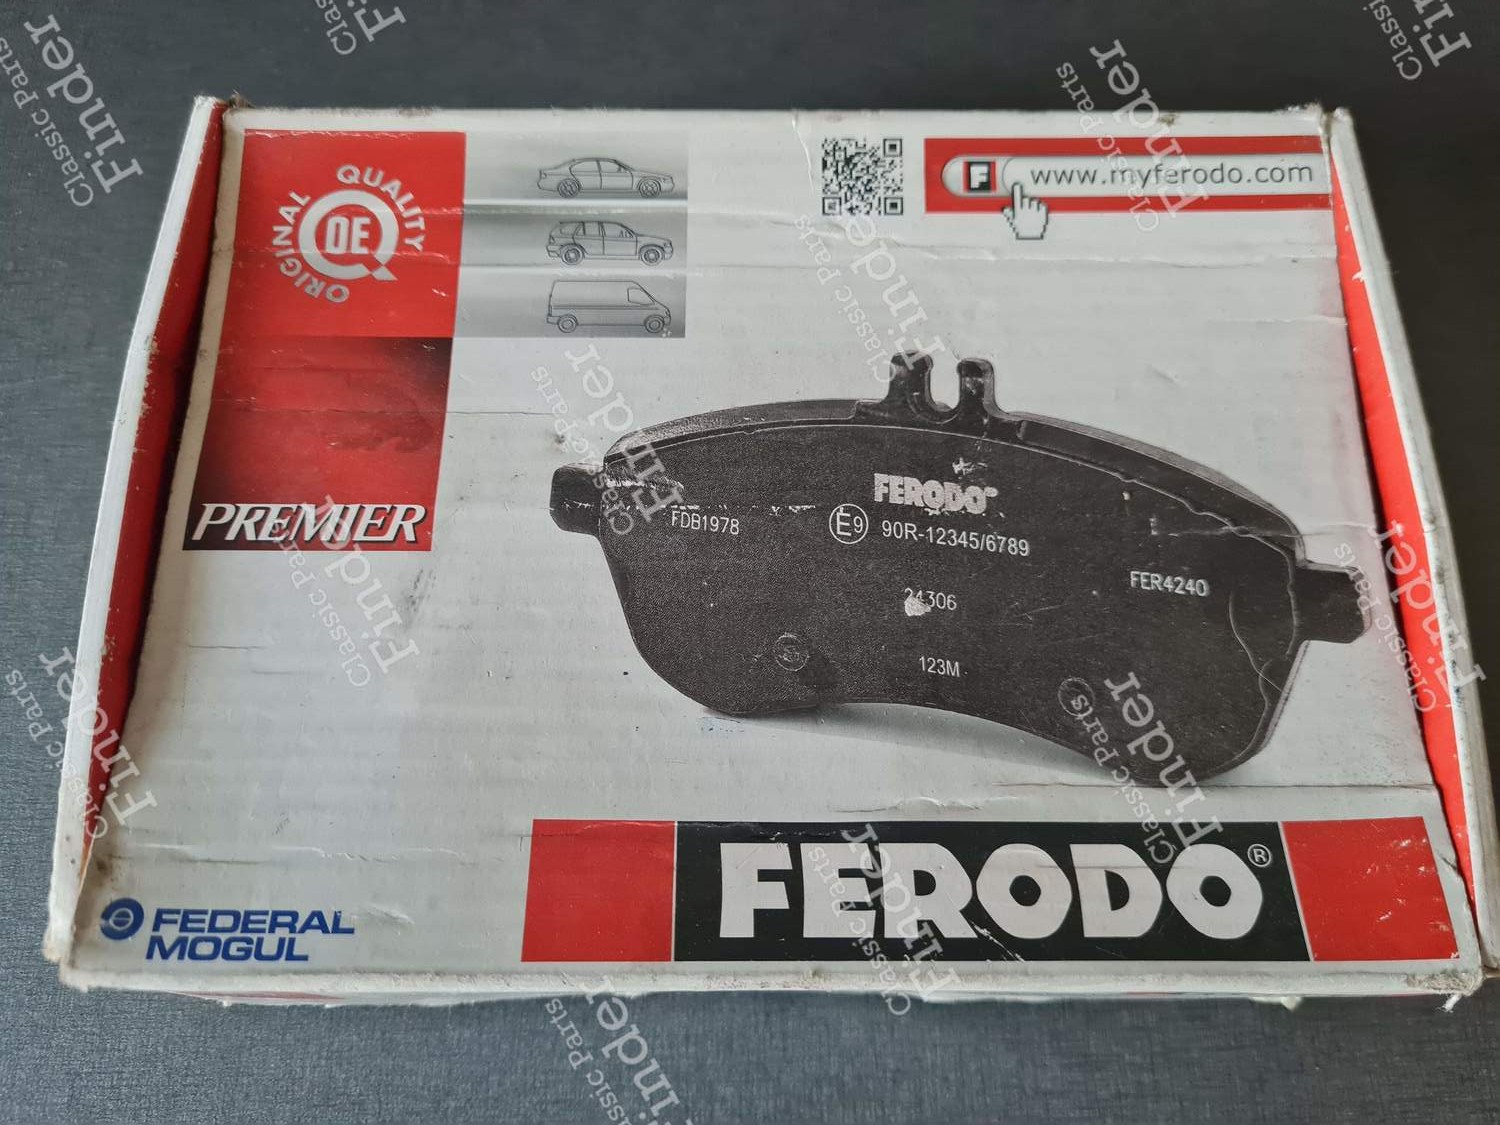 ORIGINAL QUALITY
OE
F www.myferodo.com
PREMIER
FERODO®
FDB1978
E9 90R-12345/6789
FER4240
24306
123M
FEDERAL
MOGUL
FERODO®
Classic Parts
Finder